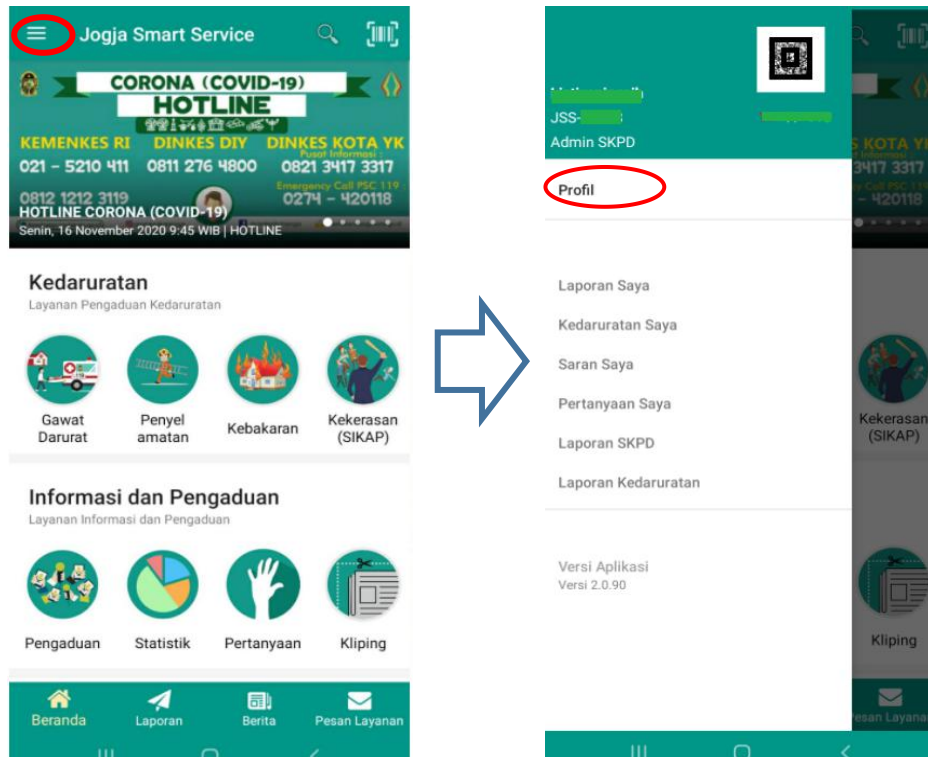 Jogja Smart Service
CORONA (COVID-19)
HOTLINE
KEMENKES RI
DINKES DIY
DINKES KOTA YK
Pusat Informasi :
021 - 5210 411
0811 276 4800
0821 3417 3317
Emergency Call PSC 119 :
0812 1212 3119
0274 - 420118
HOTLINE CORONA (COVID-19)
Senin, 16 November 2020 9:45 WIB | HOTLINE
Kedaruratan
Layanan Pengaduan Kedaruratan
Gawat Darurat
Penyel amatan
Kebakaran
Kekerasan (SIKAP)
Informasi dan Pengaduan
Layanan Informasi dan Pengaduan
Pengaduan
Statistik
Pertanyaan
Kliping
Beranda
Laporan
Berita
Pesan Layanan
JSS-
Admin SKPD
Profil
Laporan Saya
Kedaruratan Saya
Saran Saya
Pertanyaan Saya
Laporan SKPD
Laporan Kedaruratan
Versi Aplikasi
Versi 2.0.90
S KOTA YK
3417 3317
- 420118
Kekerasan
(SIKAP)
Kliping
Pesan Layanan